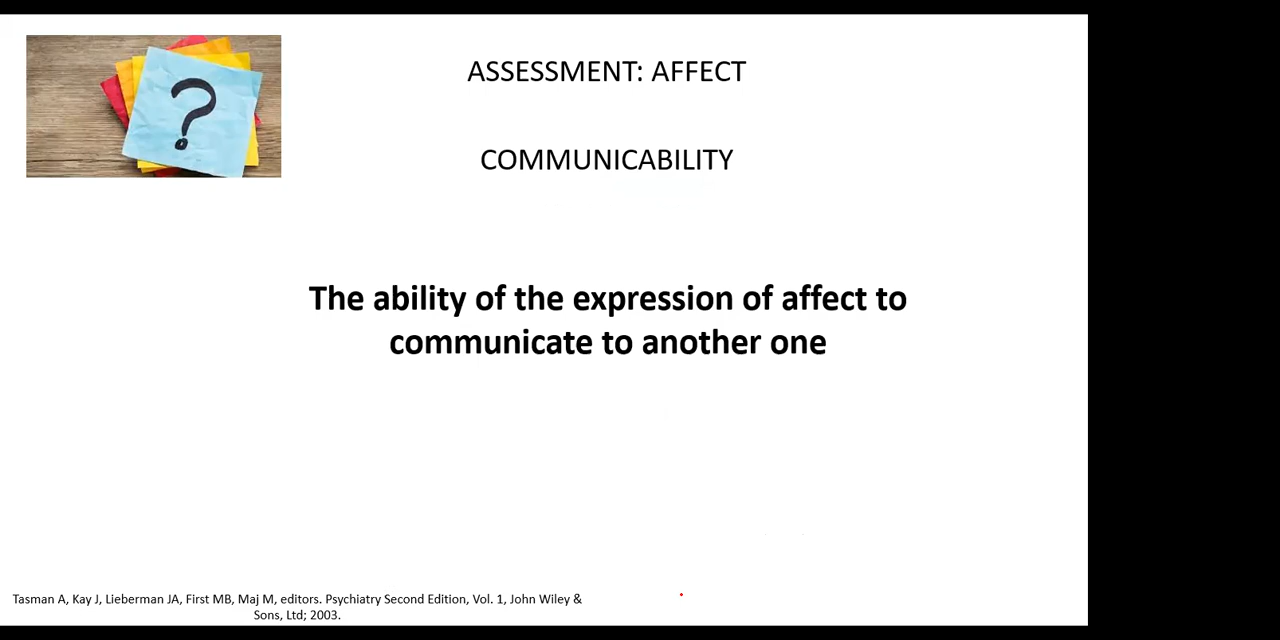 ?
ASSESSMENT: AFFECT
COMMUNICABILITY
The ability of the expression of affect to
communicate to another one
Tasman A, Kay J, Lieberman JA, First MB, Maj M, editors. Psychiatry Second Edition, Vol. 1, John Wiley &
Sons, Ltd; 2003.